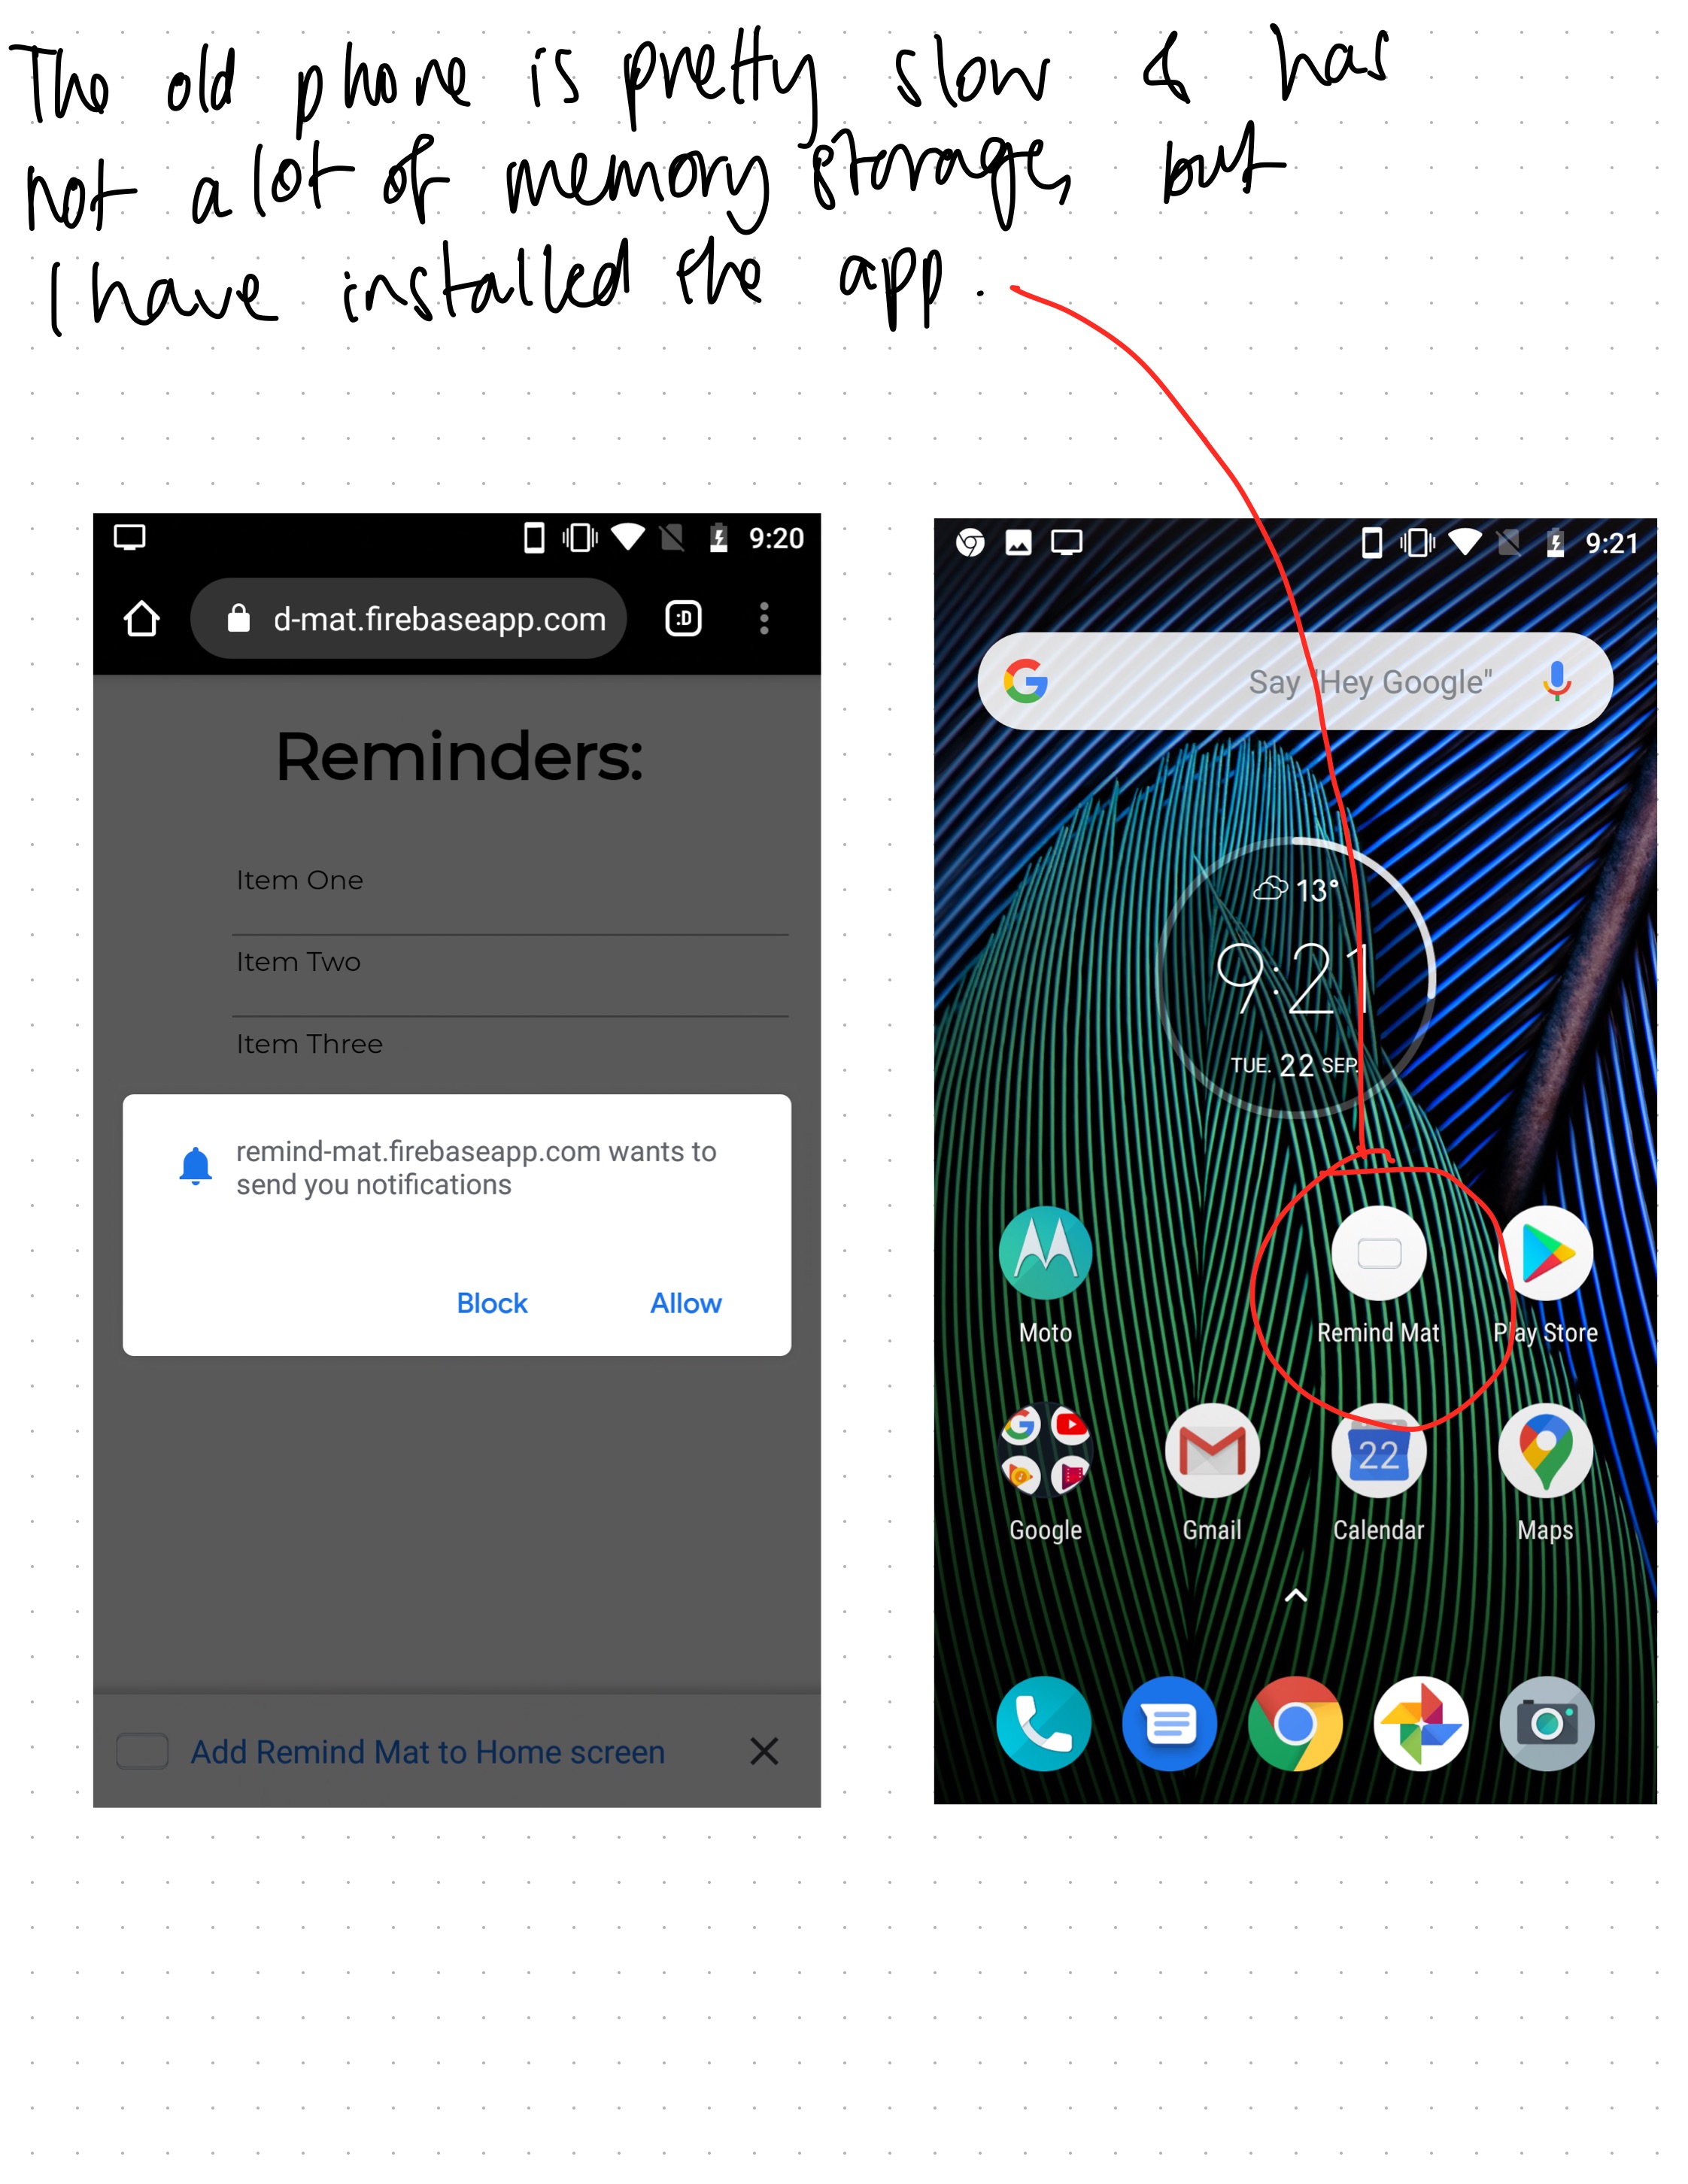 The old phone is pretty slow & has
not a lot of memory storage, but
I have installed the app.
9:20
d-mat.firebaseapp.com
:D
Reminders:
Item One
Item Two
Item Three
remind-mat.firebaseapp.com wants to
send you notifications
Block Allow
Add Remind Mat to Home screen
9:21
Say "Hey Google"
13°
9:21
TUE. 22 SEP.
Moto Remind Mat Play Store
22
Google Gmail Calendar Maps